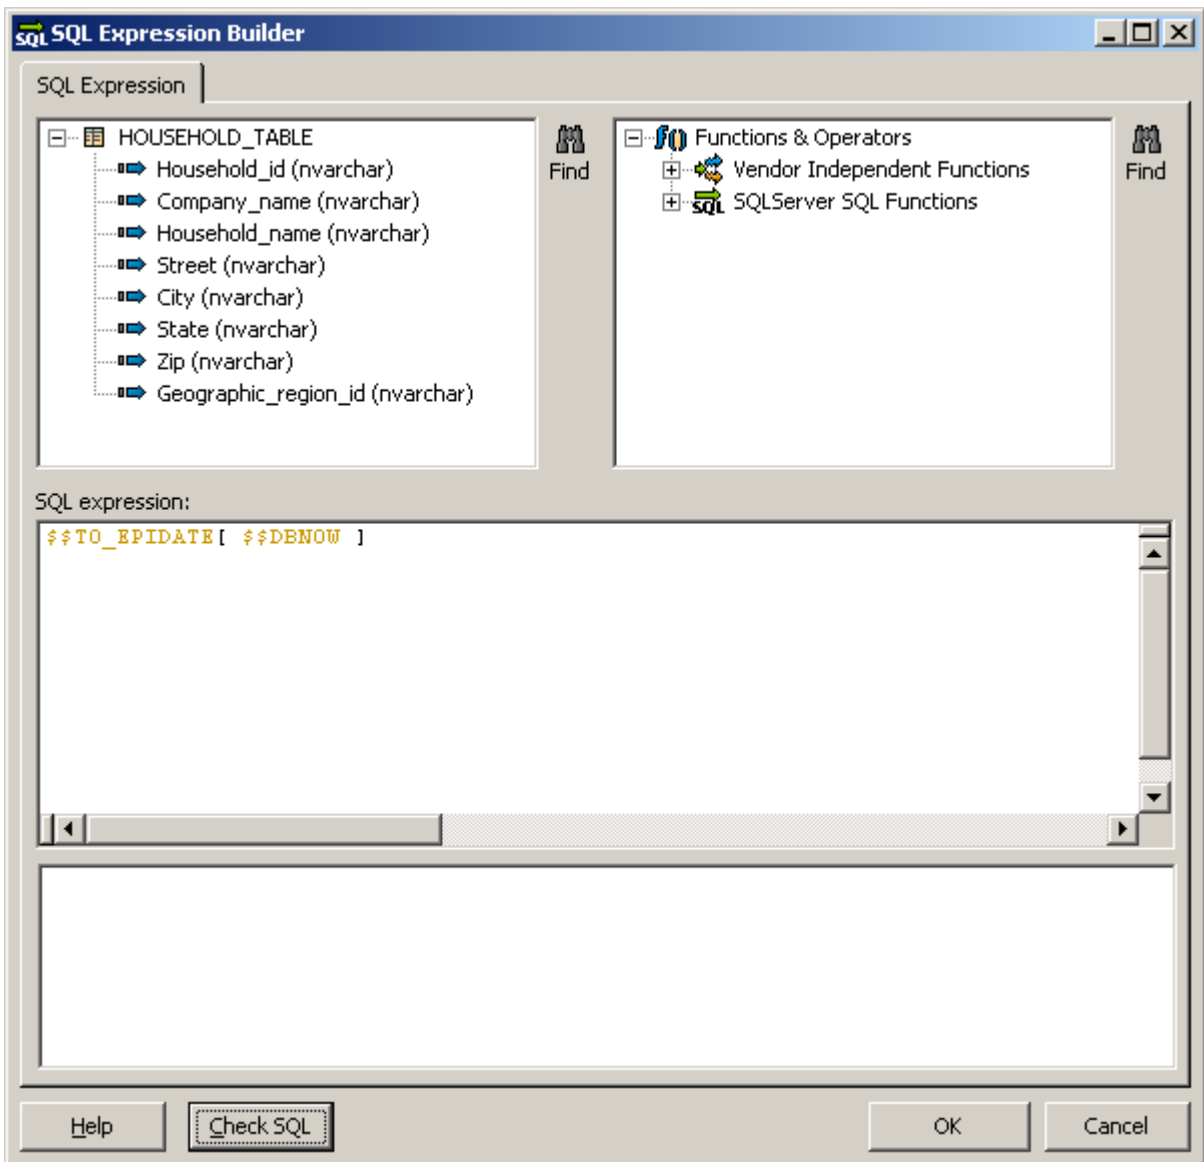 SQL SQL Expression Builder
SQL Expression
HOUSEHOLD_TABLE
Household_id (nvarchar)
Company_name (nvarchar)
Household_name (nvarchar)
Street (nvarchar)
City (nvarchar)
State (nvarchar)
Zip (nvarchar)
Geographic_region_id (nvarchar)
Find
f() Functions & Operators
Vendor Independent Functions
SQL SQLServer SQL Functions
Find
SQL expression:
$$TO_EPIDATE[ $$DBNOW ]
Help
Check SQL
OK
Cancel